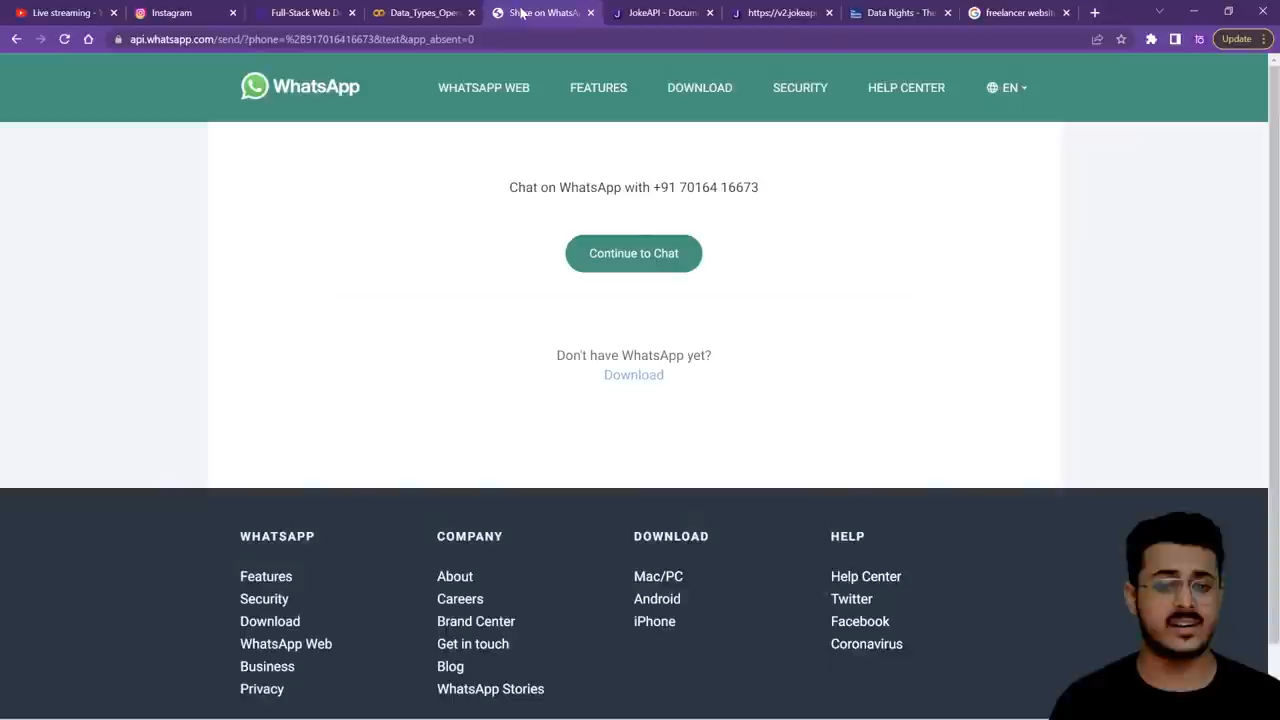 Live streaming -
Instagram
Full-Stack Web D
Data_Types_Oper
Share on WhatsA
JokeAPI - Docum
https://v2.jokeap
Data Rights - The
freelancer websit
api.whatsapp.com/send/?phone=%2B917016416673&text&app_absent=0
Update
WhatsApp
WHATSAPP WEB
FEATURES
DOWNLOAD
SECURITY
HELP CENTER
EN
Chat on WhatsApp with +91 70164 16673
Continue to Chat
Don't have WhatsApp yet?
Download
WHATSAPP
Features
Security
Download
WhatsApp Web
Business
Privacy
COMPANY
About
Careers
Brand Center
Get in touch
Blog
WhatsApp Stories
DOWNLOAD
Mac/PC
Android
iPhone
HELP
Help Center
Twitter
Facebook
Coronavirus